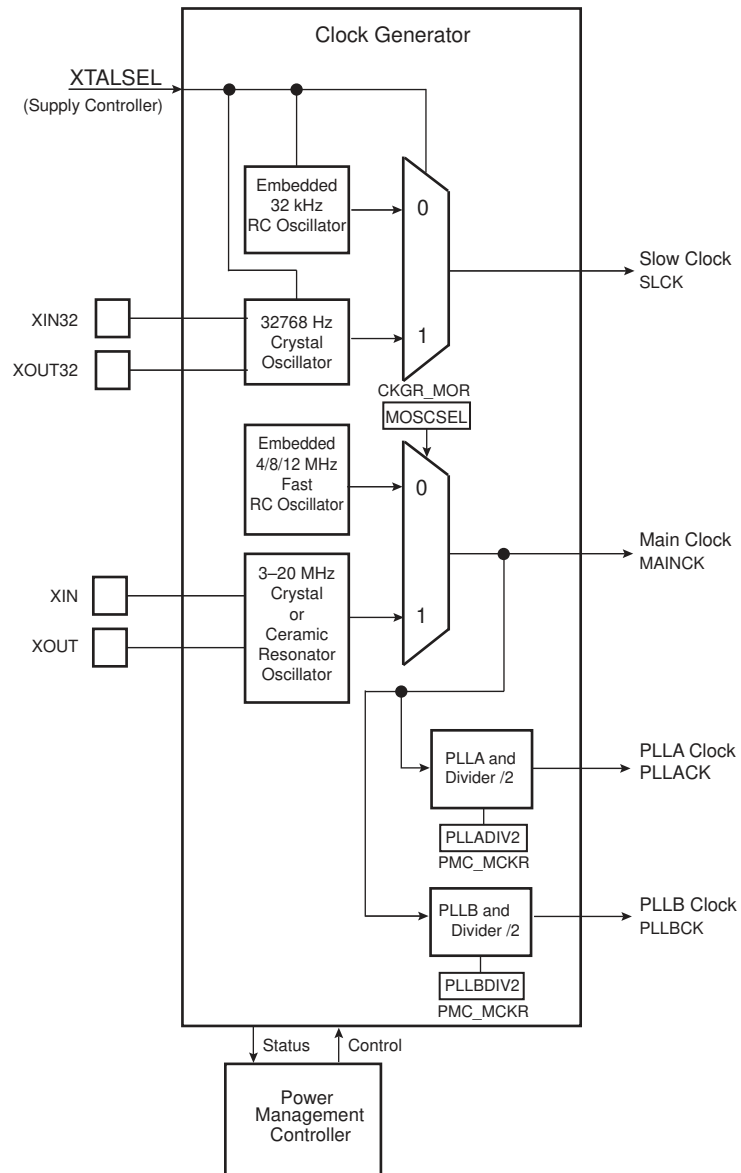 Clock Generator
XTALSEL
(Supply Controller)
Embedded
32 kHz
RC Oscillator
0
Slow Clock
SLCK
XIN32
XOUT32
32768 Hz
Crystal
Oscillator
1
CKGR_MOR
MOSCSEL
Embedded
4/8/12 MHz
Fast
RC Oscillator
0
Main Clock
MAINCK
XIN
XOUT
3–20 MHz
Crystal
or
Ceramic
Resonator
Oscillator
1
PLLA and
Divider /2
PLLA Clock
PLLACK
PLLADIV2
PMC_MCKR
PLLB and
Divider /2
PLLB Clock
PLLBCK
PLLBDIV2
PMC_MCKR
Status
Control
Power
Management
Controller